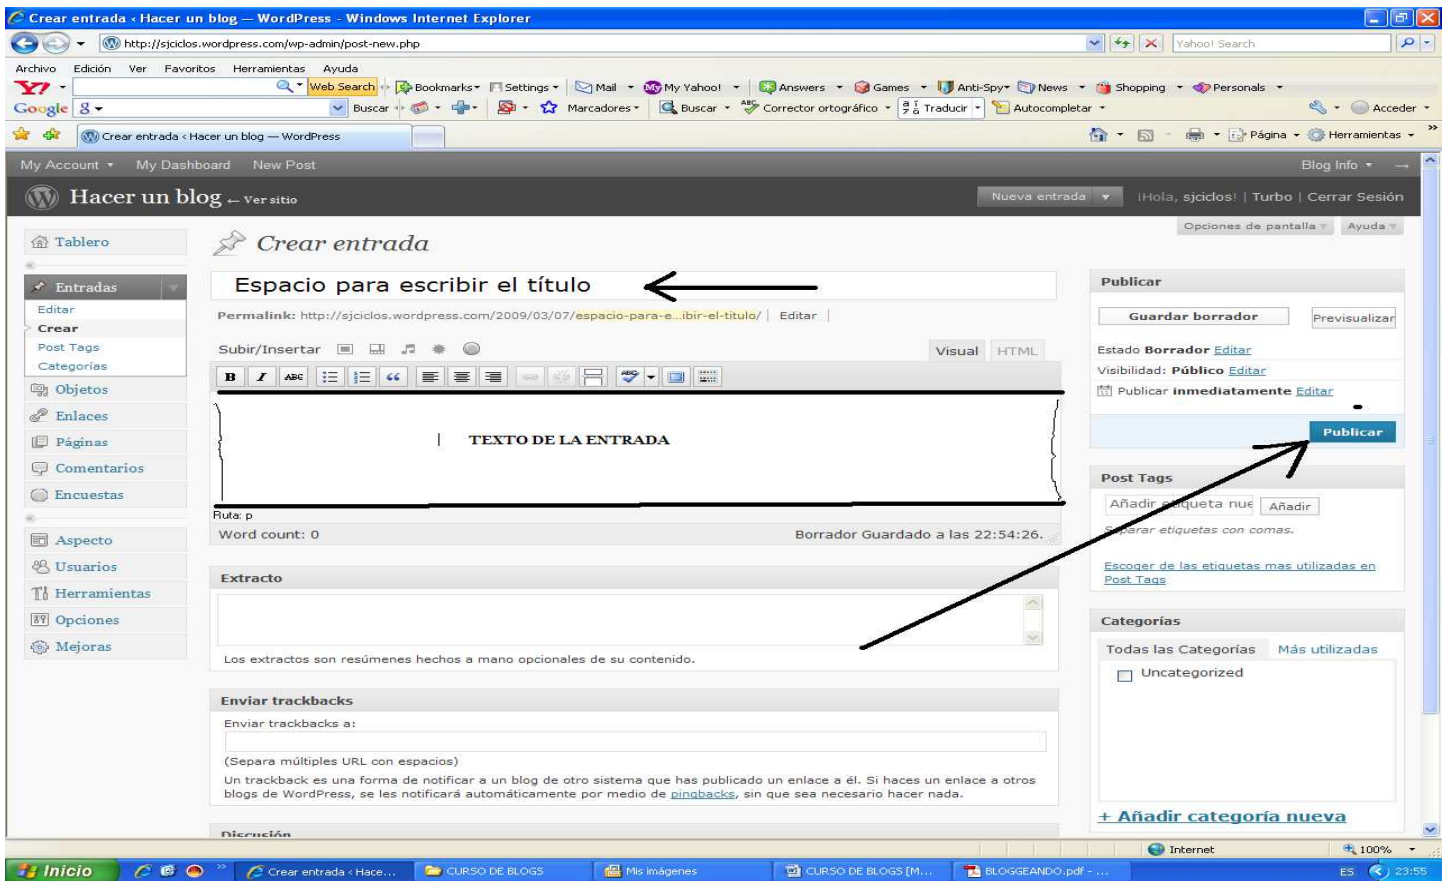 Crear entrada ‹ Hacer un blog — WordPress - Windows Internet Explorer
http://sjciclos.wordpress.com/wp-admin/post-new.php
Yahoo! Search
Archivo Edición Ver Favoritos Herramientas Ayuda
Y! Web Search Bookmarks Settings Mail My Yahoo! Answers Games Anti-Spy News Shopping Personals
Google Buscar Marcadores Buscar Corrector ortográfico Traducir Autocompletar Acceder
Crear entrada ‹ Hacer un blog — WordPress
Página Herramientas
My Account My Dashboard New Post Blog Info →
Hacer un blog ← Ver sitio
Nueva entrada ¡Hola, sjciclos! | Turbo | Cerrar Sesión
Opciones de pantalla Ayuda
Tablero
Entradas
Editar
Crear
Post Tags
Categorías
Objetos
Enlaces
Páginas
Comentarios
Encuestas
Aspecto
Usuarios
Herramientas
Opciones
Mejoras
Crear entrada
Espacio para escribir el título
Permalink: http://sjciclos.wordpress.com/2009/03/07/espacio-para-e...ibir-el-titulo/ | Editar |
Subir/Insertar
Visual HTML
B I ABC
TEXTO DE LA ENTRADA
Ruta: p
Word count: 0
Borrador Guardado a las 22:54:26.
Extracto
Los extractos son resúmenes hechos a mano opcionales de su contenido.
Enviar trackbacks
Enviar trackbacks a:
(Separa múltiples URL con espacios)
Un trackback es una forma de notificar a un blog de otro sistema que has publicado un enlace a él. Si haces un enlace a otros
blogs de WordPress, se les notificará automáticamente por medio de pingbacks, sin que sea necesario hacer nada.
Discusión
Publicar
Guardar borrador Previsualizar
Estado Borrador Editar
Visibilidad: Público Editar
Publicar inmediatamente Editar
Publicar
Post Tags
Añadir etiqueta nue Añadir
Separar etiquetas con comas.
Escoger de las etiquetas mas utilizadas en
Post Tags
Categorías
Todas las Categorías Más utilizadas
Uncategorized
+ Añadir categoría nueva
Internet 100%
Inicio Crear entrada ‹ Hace... CURSO DE BLOGS Mis imágenes CURSO DE BLOGS [M... BLOGGEANDO.pdf - ... ES 23:55